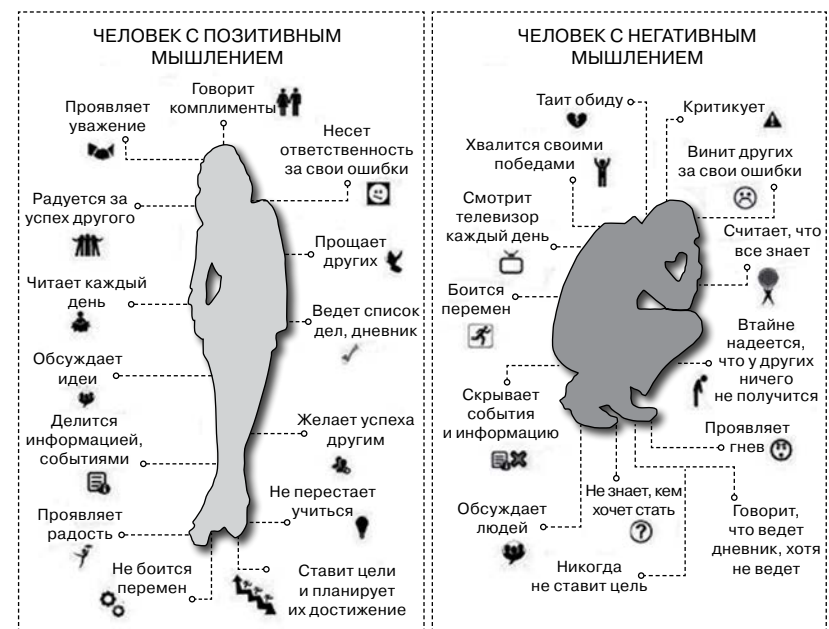 ЧЕЛОВЕК С ПОЗИТИВНЫМ
МЫШЛЕНИЕМ
Говорит
комплименты
Проявляет
уважение
Несет
ответственность
за свои ошибки
Радуется за
успех другого
Прощает
других
Читает каждый
день
Ведет список
дел, дневник
Обсуждает
идеи
Делится
информацией,
событиями
Желает успеха
другим
Не перестает
учиться
Проявляет
радость
Не боится
перемен
Ставит цели
и планирует
их достижение
ЧЕЛОВЕК С НЕГАТИВНЫМ
МЫШЛЕНИЕМ
Таит обиду
Критикует
Хвалится своими
победами
Винит других
за свои ошибки
Смотрит
телевизор
каждый день
Считает, что
все знает
Боится
перемен
Втайне
надеется,
что у других
ничего
не получится
Скрывает
события
и информацию
Проявляет
гнев
Не знает, кем
хочет стать
Обсуждает
людей
Говорит,
что ведет
дневник, хотя
не ведет
Никогда
не ставит цель